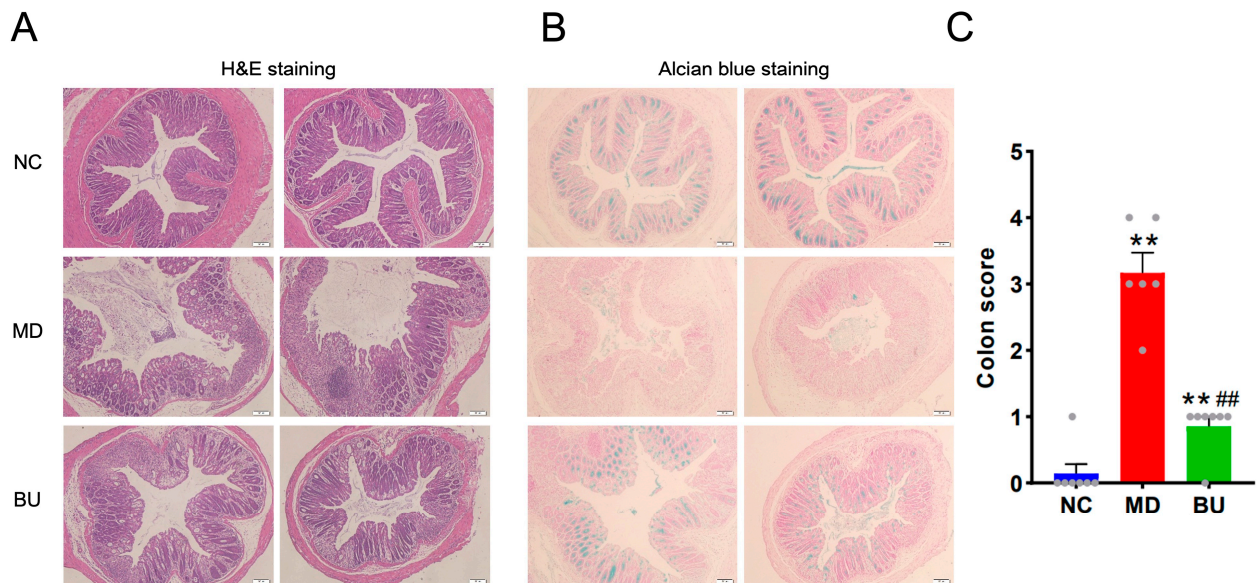 A
B
C
H&E staining
Alcian blue staining
NC
MD
BU
Colon score
5
4
3
2
1
0
**
** ##
NC
MD
BU